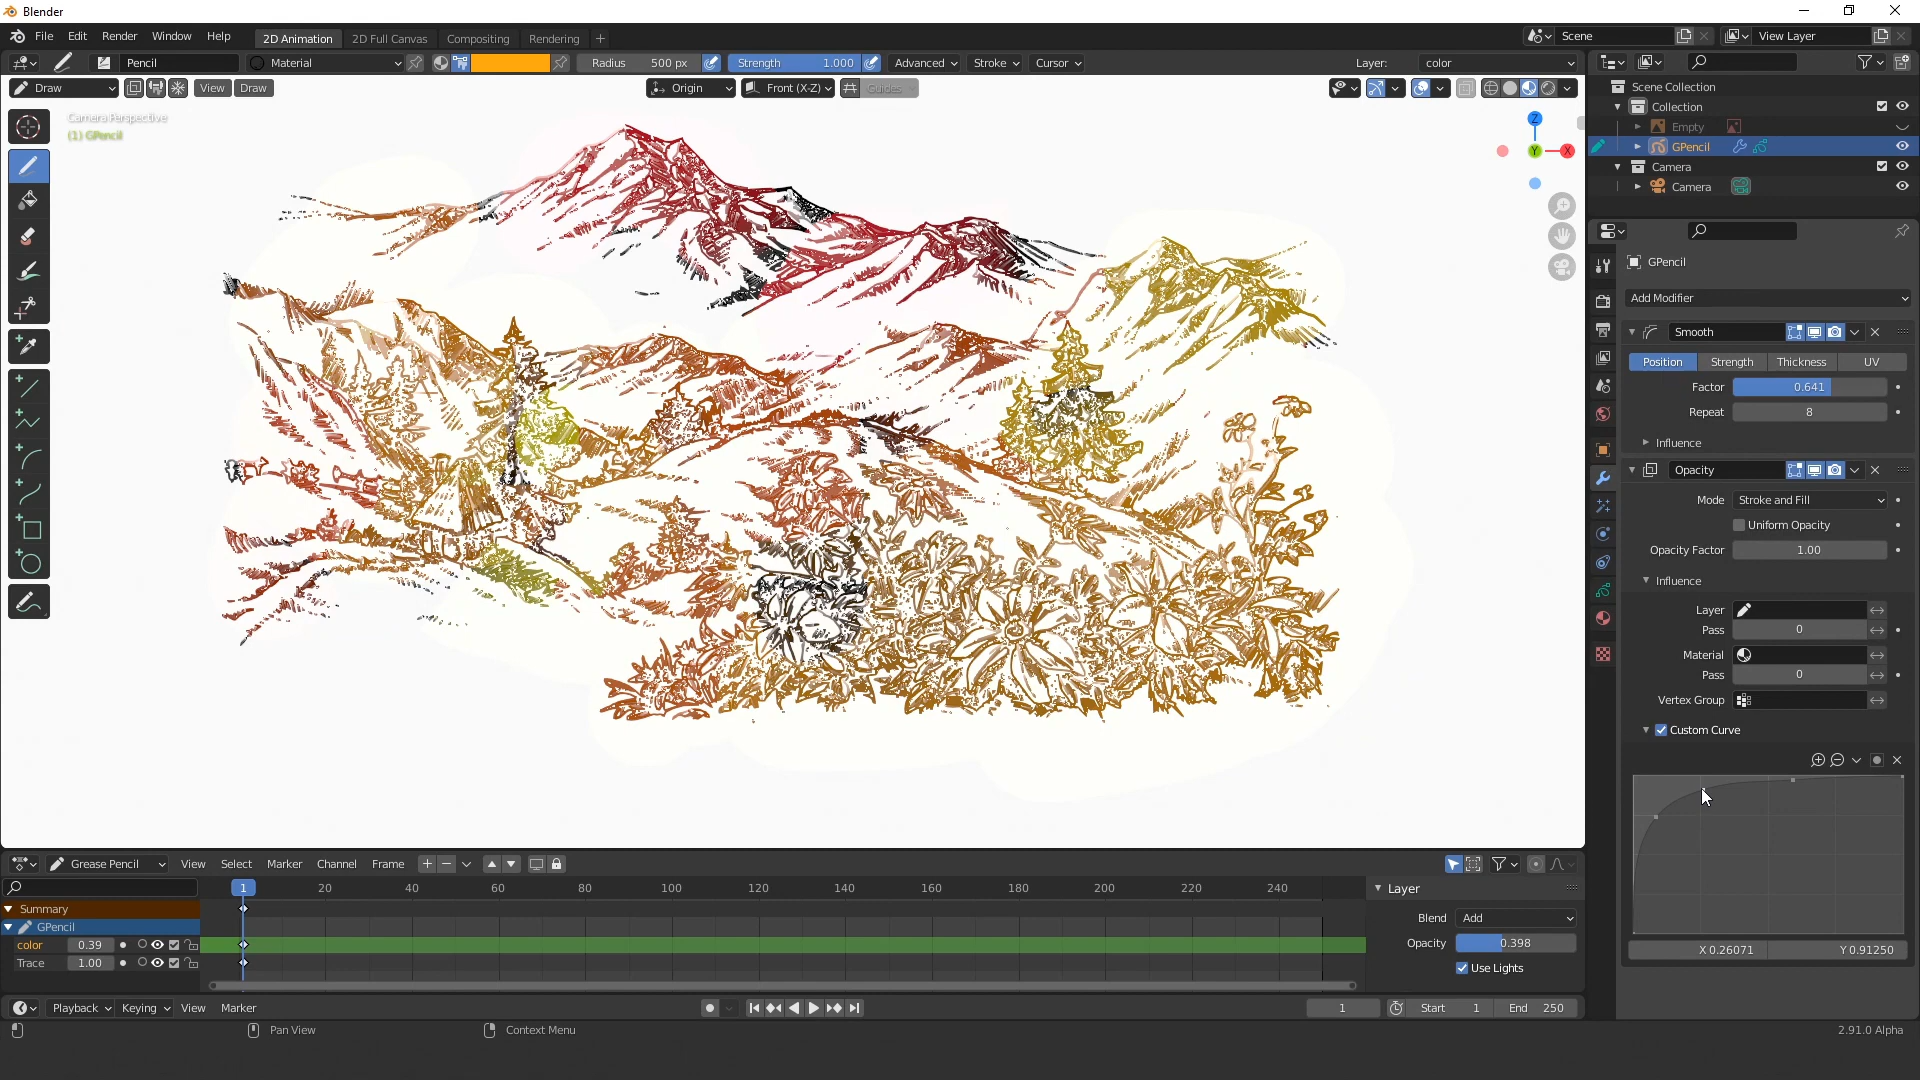 Blender
File Edit Render Window Help 2D Animation 2D Full Canvas Compositing Rendering + Scene View Layer
Pencil Material Radius 500 px Strength 1.000 Advanced Stroke Cursor Layer: color
Draw View Draw Origin Front (X-Z) Guides
Camera Perspective
(1) GPencil
Z
Y
X
Scene Collection
Collection
Empty
GPencil
Camera
Camera
GPencil
Add Modifier
Smooth
Position Strength Thickness UV
Factor 0.641
Repeat 8
Influence
Opacity
Mode Stroke and Fill
Uniform Opacity
Opacity Factor 1.00
Influence
Layer
Pass 0
Material
Pass 0
Vertex Group
Custom Curve
X 0.26071 Y 0.91250
Grease Pencil View Select Marker Channel Frame
1 20 40 60 80 100 120 140 160 180 200 220 240
Summary
GPencil
color 0.39
Trace 1.00
Layer
Blend Add
Opacity 0.398
Use Lights
Playback Keying View Marker 1 Start 1 End 250
Pan View Context Menu 2.91.0 Alpha